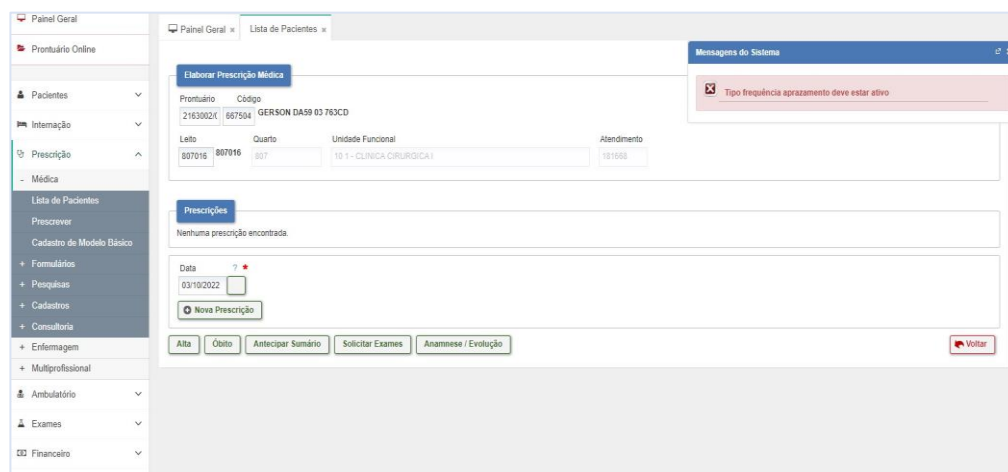 Painel Geral
Prontuário Online
Pacientes
Internação
Prescrição
- Médica
Lista de Pacientes
Prescrever
Cadastro de Modelo Básico
+ Formulários
+ Pesquisas
+ Cadastros
+ Consultoria
+ Enfermagem
+ Multiprofissional
Ambulatório
Exames
Financeiro
Painel Geral x Lista de Pacientes x
Mensagens do Sistema
Tipo frequência aprazamento deve estar ativo
Elaborar Prescrição Médica
Prontuário Código
2163002/ 667504 GERSON DA59 03 763CD
Leito Quarto Unidade Funcional Atendimento
807016 807016 807 10 1 - CLINICA CIRURGICA I 181668
Prescrições
Nenhuma prescrição encontrada.
Data ? *
03/10/2022
Nova Prescrição
Alta Óbito Antecipar Sumário Solicitar Exames Anamnese / Evolução Voltar